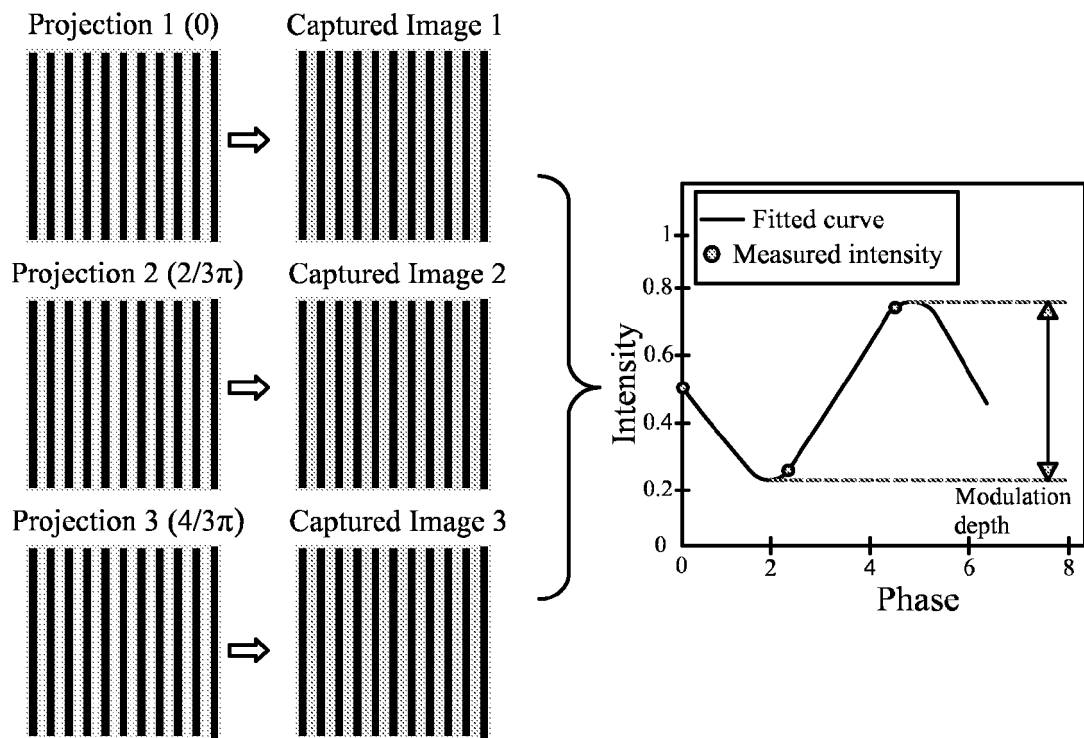 Projection 1 (0)
Captured Image 1
Projection 2 (2/3π)
Captured Image 2
Projection 3 (4/3π)
Captured Image 3
Fitted curve
Measured intensity
Intensity
1
0.8
0.6
0.4
0.2
0
Modulation
depth
0 2 4 6 8
Phase